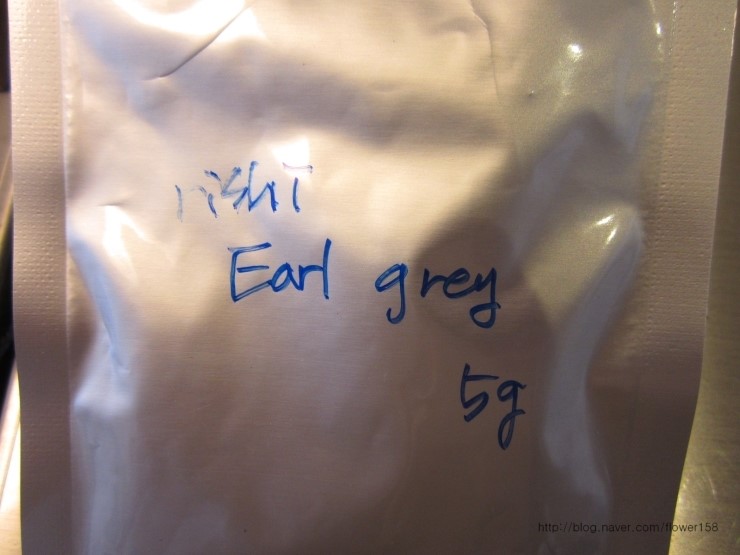 rishi
Earl grey
5g
http://blog.naver.com/flower158